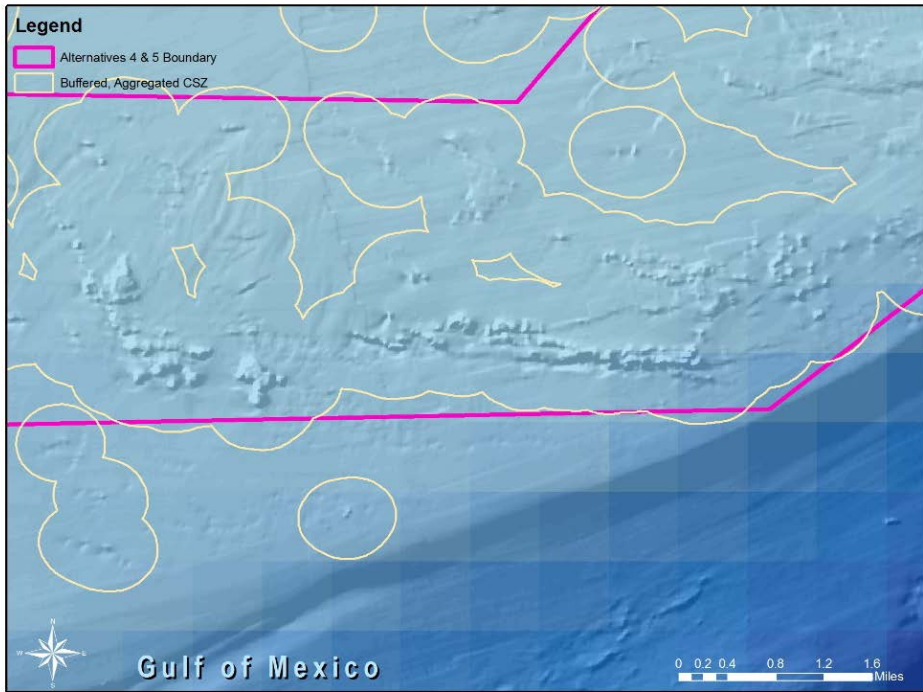 Legend
Alternatives 4 & 5 Boundary
Buffered, Aggregated CSZ
N
W E
S
Gulf of Mexico
0 0.2 0.4 0.8 1.2 1.6
Miles